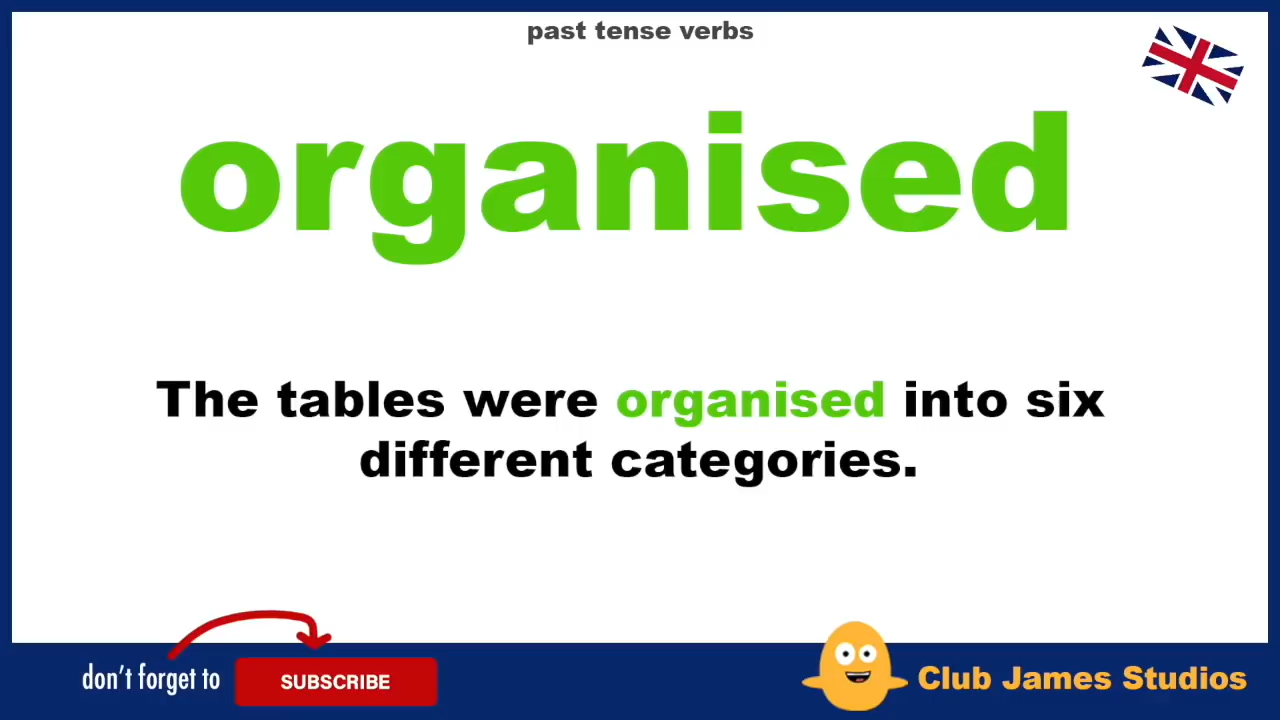 past tense verbs
organised
The tables were organised into six
different categories.
don't forget to
SUBSCRIBE
Club James Studios